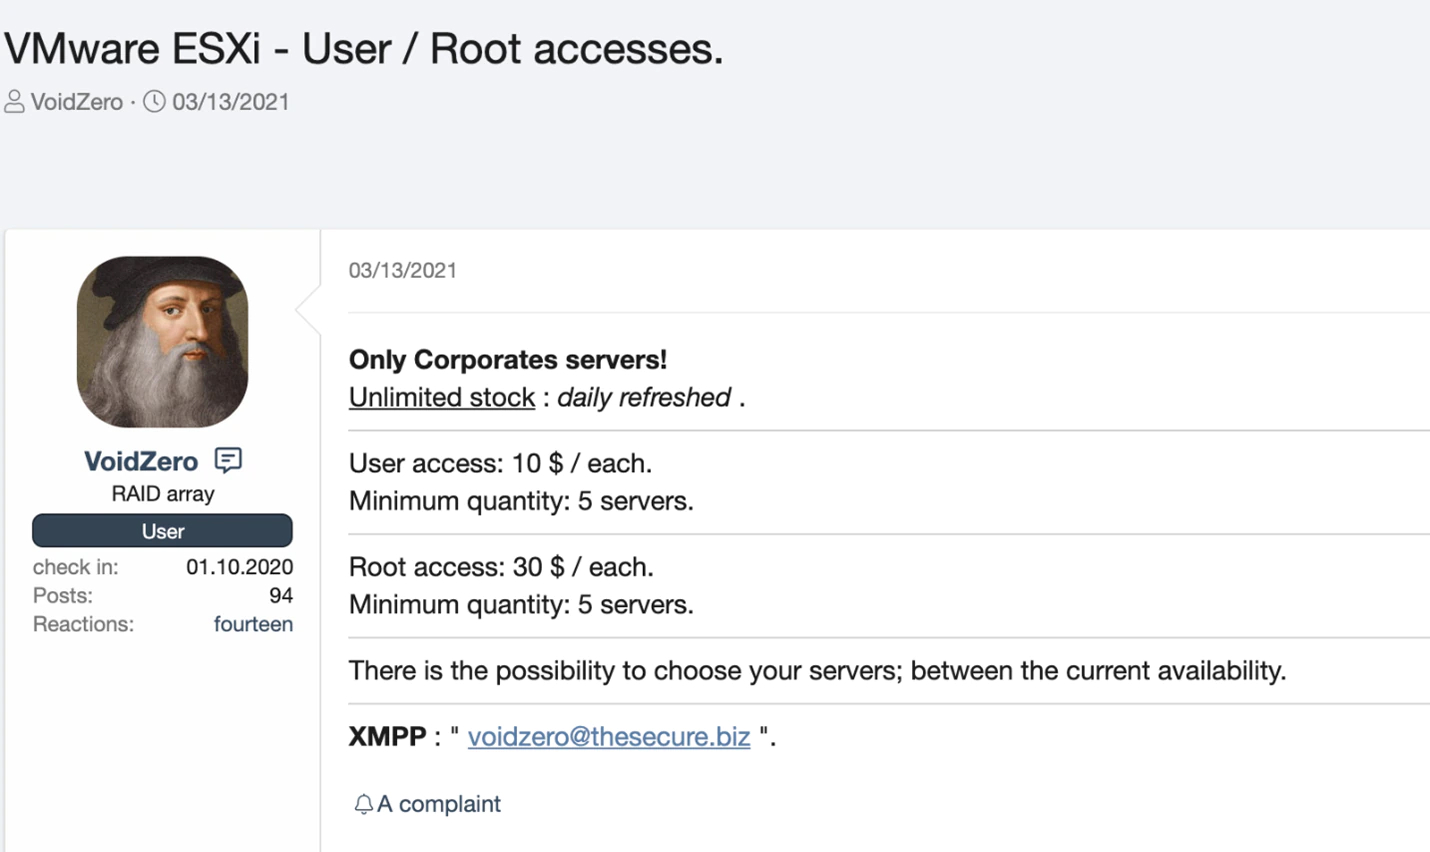 VMware ESXi - User / Root accesses.
VoidZero · 03/13/2021
03/13/2021
Only Corporates servers!
Unlimited stock : daily refreshed .
User access: 10 $ / each.
Minimum quantity: 5 servers.
Root access: 30 $ / each.
Minimum quantity: 5 servers.
There is the possibility to choose your servers; between the current availability.
XMPP : " voidzero@thesecure.biz ".
A complaint
VoidZero
RAID array
User
check in: 01.10.2020
Posts: 94
Reactions: fourteen